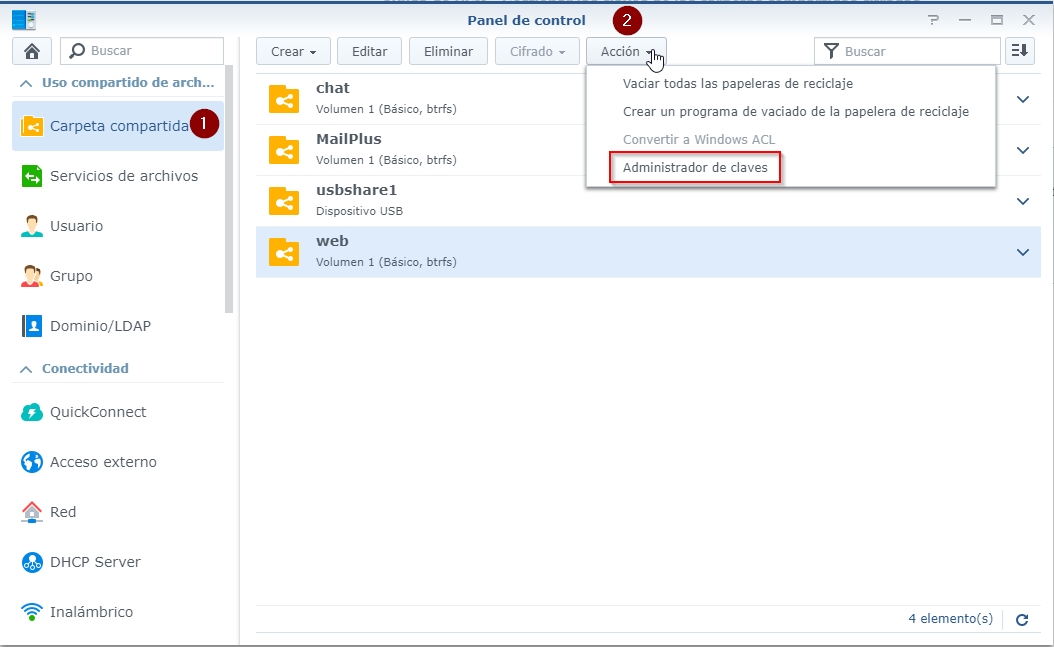 Panel de control
2
Buscar
Uso compartido de arch...
Carpeta compartida
1
Servicios de archivos
Usuario
Grupo
Dominio/LDAP
Conectividad
QuickConnect
Acceso externo
Red
DHCP Server
Inalámbrico
Crear
Editar
Eliminar
Cifrado
Acción
Buscar
Vaciar todas las papeleras de reciclaje
Crear un programa de vaciado de la papelera de reciclaje
Convertir a Windows ACL
Administrador de claves
chat
Volumen 1 (Básico, btrfs)
MailPlus
Volumen 1 (Básico, btrfs)
usbshare1
Dispositivo USB
web
Volumen 1 (Básico, btrfs)
4 elemento(s)